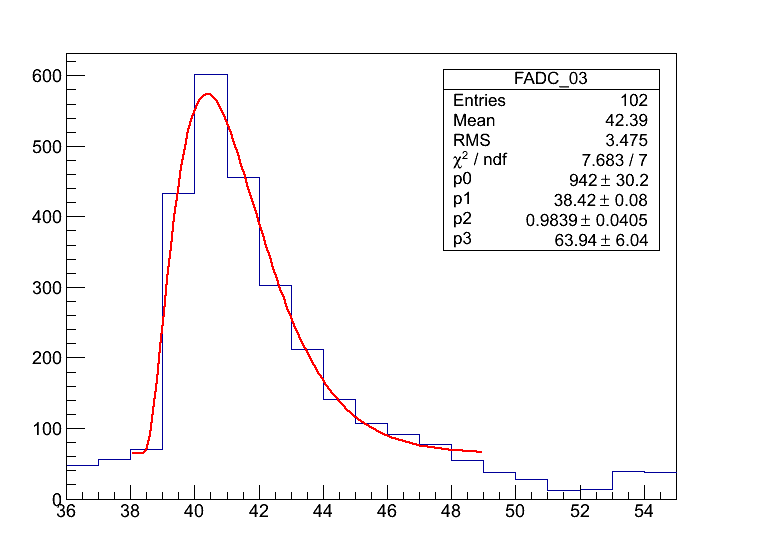 FADC_03
Entries 102
Mean 42.39
RMS 3.475
χ² / ndf 7.683 / 7
p0 942 ± 30.2
p1 38.42 ± 0.08
p2 0.9839 ± 0.0405
p3 63.94 ± 6.04
600
500
400
300
200
100
0
36 38 40 42 44 46 48 50 52 54